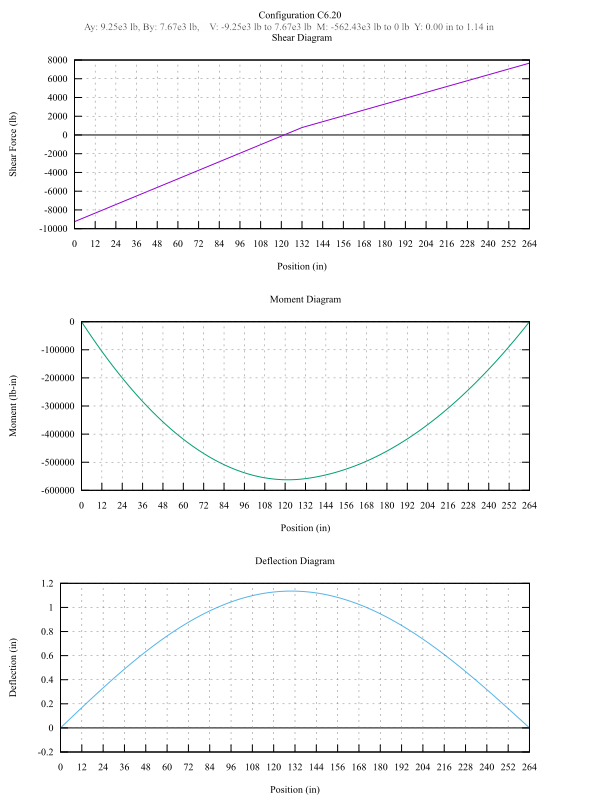 Configuration C6.20
Ay: 9.25e3 lb, By: 7.67e3 lb, V: -9.25e3 lb to 7.67e3 lb M: -562.43e3 lb to 0 lb Y: 0.00 in to 1.14 in
Shear Diagram
8000
6000
4000
2000
0
-2000
-4000
-6000
-8000
-10000
Shear Force (lb)
0 12 24 36 48 60 72 84 96 108 120 132 144 156 168 180 192 204 216 228 240 252 264
Position (in)
Moment Diagram
0
-100000
-200000
-300000
-400000
-500000
-600000
Moment (lb-in)
0 12 24 36 48 60 72 84 96 108 120 132 144 156 168 180 192 204 216 228 240 252 264
Position (in)
Deflection Diagram
1.2
1
0.8
0.6
0.4
0.2
0
-0.2
Deflection (in)
0 12 24 36 48 60 72 84 96 108 120 132 144 156 168 180 192 204 216 228 240 252 264
Position (in)